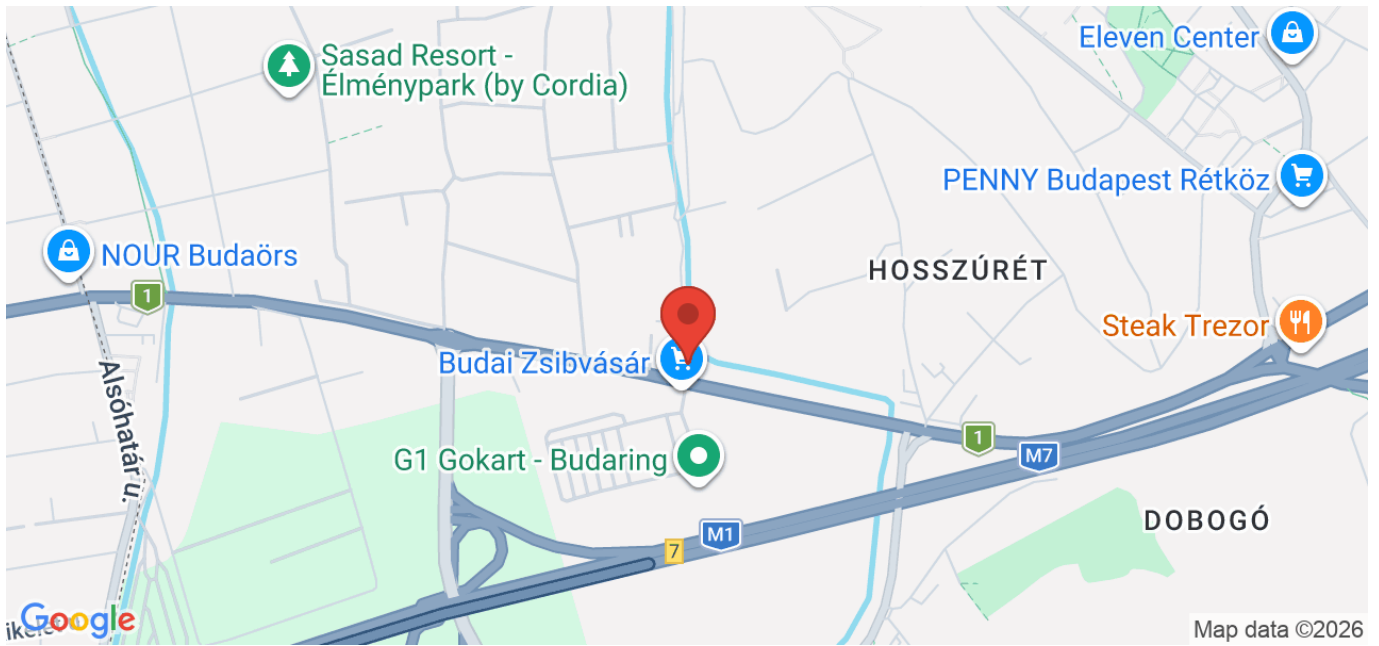 Sasad Resort -
Élménypark (by Cordia)
Eleven Center
PENNY Budapest Rétköz
NOUR Budaörs
HOSSZÚRÉT
1
Steak Trezor
Budai Zsibvásár
Alsóhatár u.
1
M7
G1 Gokart - Budaring
M1
7
DOBOGÓ
Google
Map data ©2026